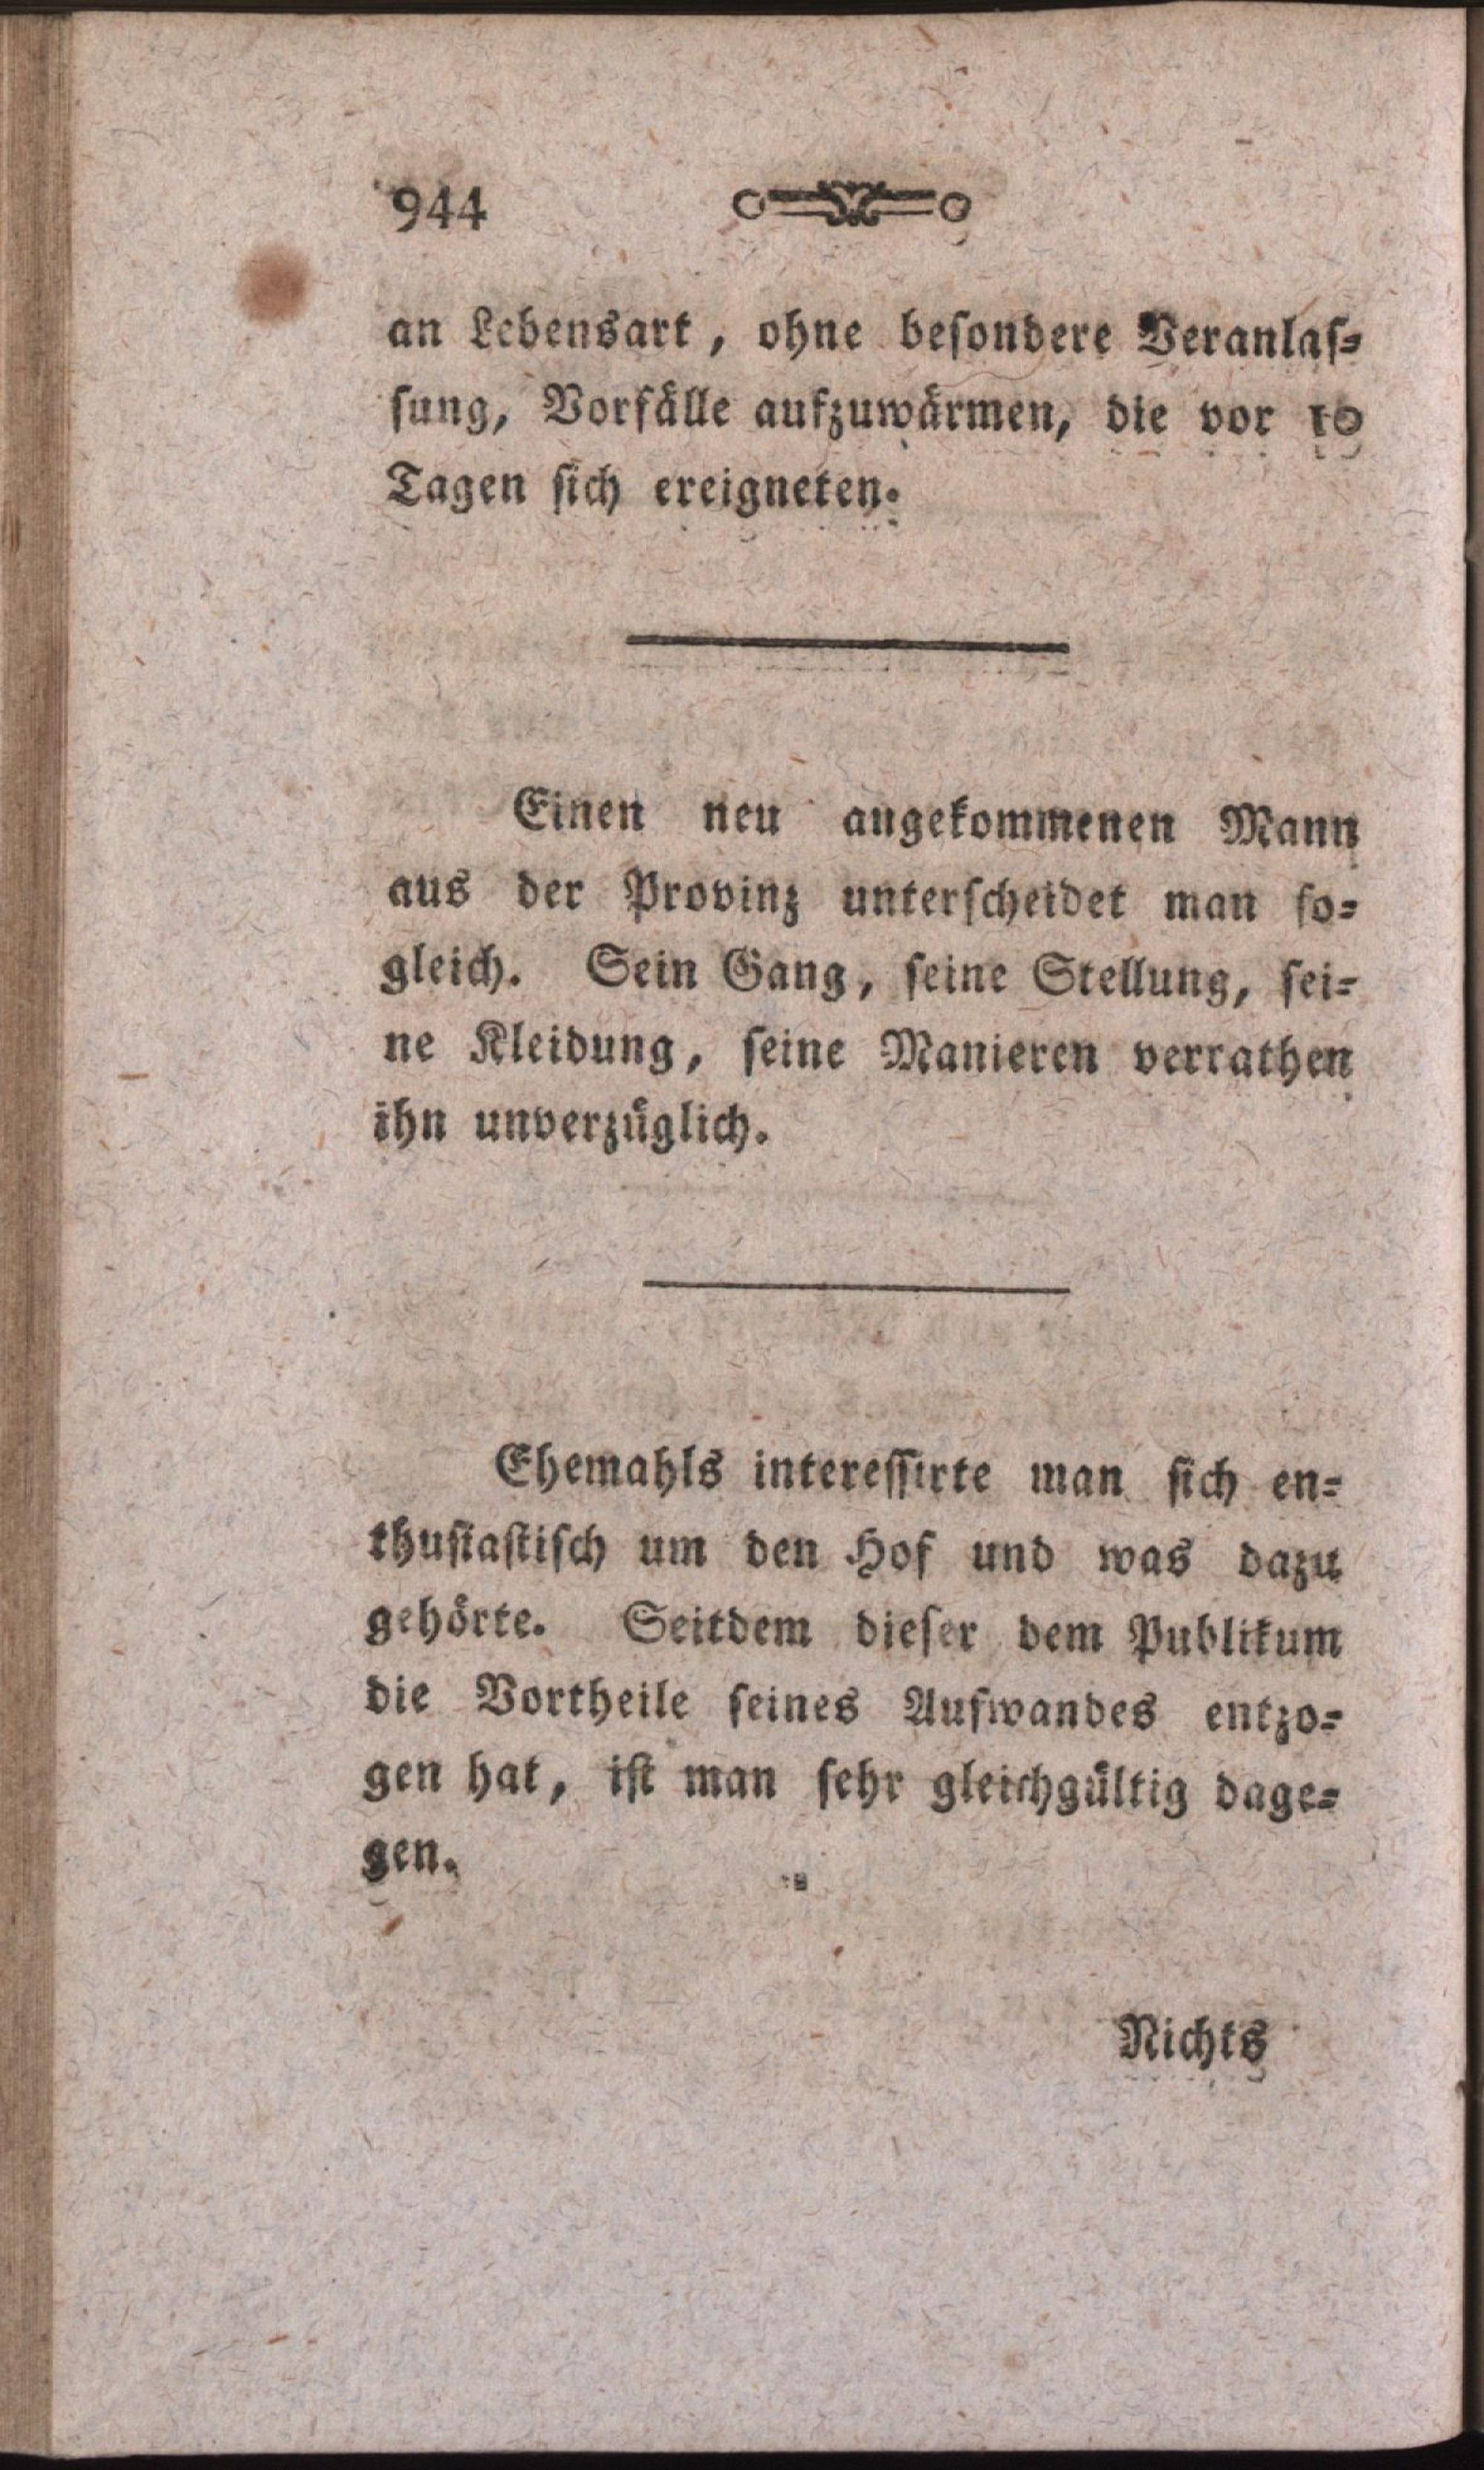 944
an Lebensart, ohne beſondere Veranlaſ⸗
ſung, Vorfälle aufzuwärmen, die vor 10
Tagen ſich ereigneten.
Einen neu angekommenen Mann
aus der Provinz unterſcheidet man ſo⸗
gleich. Sein Gang, ſeine Stellung, ſei⸗
ne Kleidung, ſeine Manieren verrathen
ihn unverzüglich.
Ehemahls intereſſirte man ſich en⸗
thuſiaſtiſch um den Hof und was dazu
gehörte. Seitdem dieſer dem Publikum
die Vortheile ſeines Aufwandes entzo⸗
gen hat, iſt man ſehr gleichgültig dage⸗
gen.
Nichts